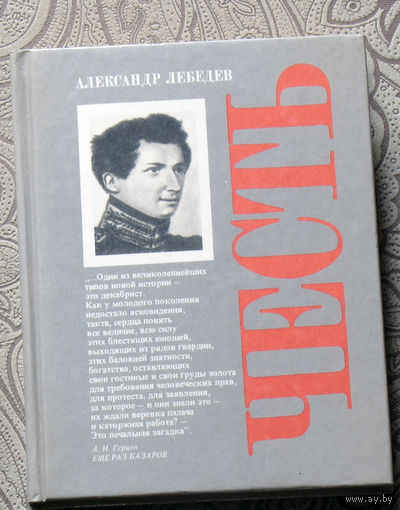 АЛЕКСАНДР ЛЕБЕДЕВ
ЧЕСТЬ
„...Один из великолепнейших
типов новой истории —
это декабрист.
Как у молодого поколения
недостало ясновидения,
такта, сердца понять
все величие, всю силу
этих блестящих юношей,
выходящих из рядов гвардии,
этих баловней знатности,
богатства, оставляющих
свои гостиные и свои груды золота
для требования человеческих прав,
для протеста, для заявления,
за которое — и они знали это —
их ждали веревка палача
и каторжная работа? —
Это печальная загадка".
А. И. Герцен
ЕЩЕ РАЗ БАЗАРОВ
www.ay.by